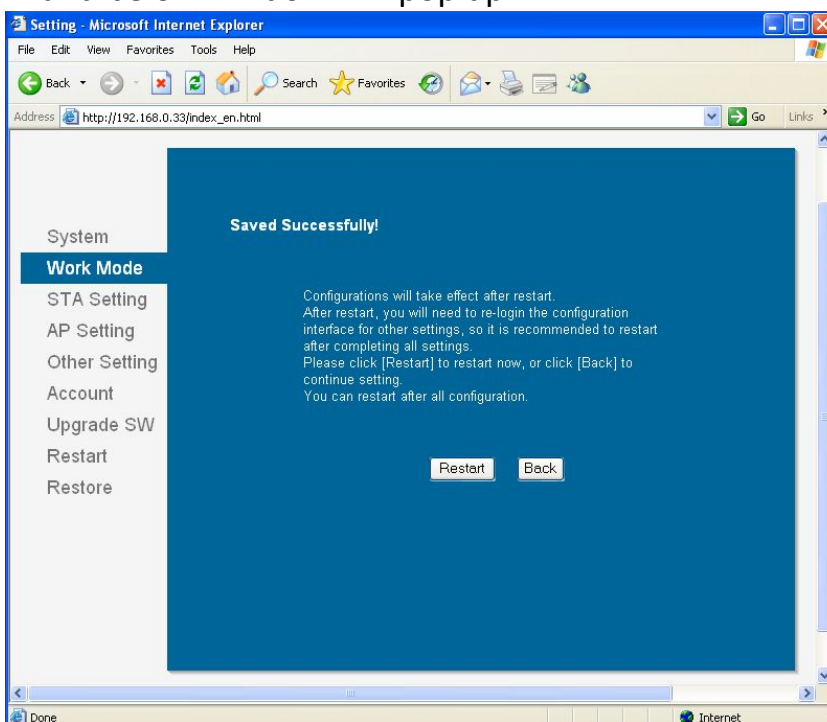 Setting - Microsoft Internet Explorer
File Edit View Favorites Tools Help
Back Search Favorites
Address http://192.168.0.33/index_en.html Go Links
System
Work Mode
STA Setting
AP Setting
Other Setting
Account
Upgrade SW
Restart
Restore
Saved Successfully!
Configurations will take effect after restart.
After restart, you will need to re-login the configuration
interface for other settings, so it is recommended to restart
after completing all settings.
Please click [Restart] to restart now, or click [Back] to
continue setting.
You can restart after all configuration.
Restart Back
Done Internet